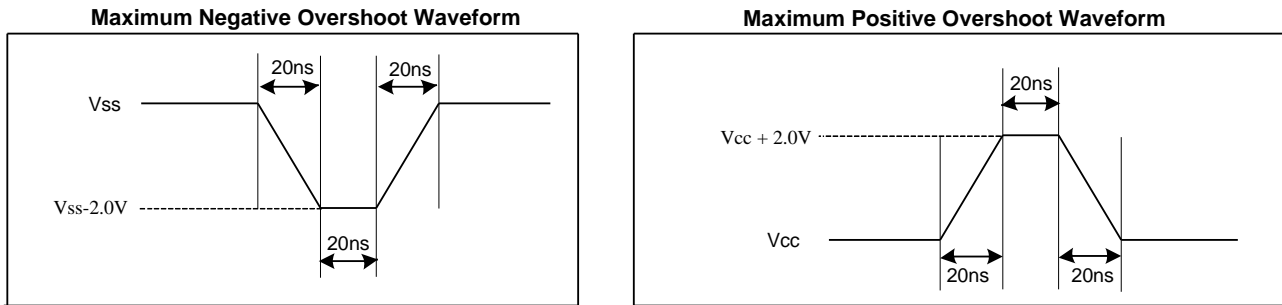 Maximum Negative Overshoot Waveform
20ns
20ns
Vss
Vss-2.0V
20ns
Maximum Positive Overshoot Waveform
20ns
Vcc + 2.0V
Vcc
20ns
20ns